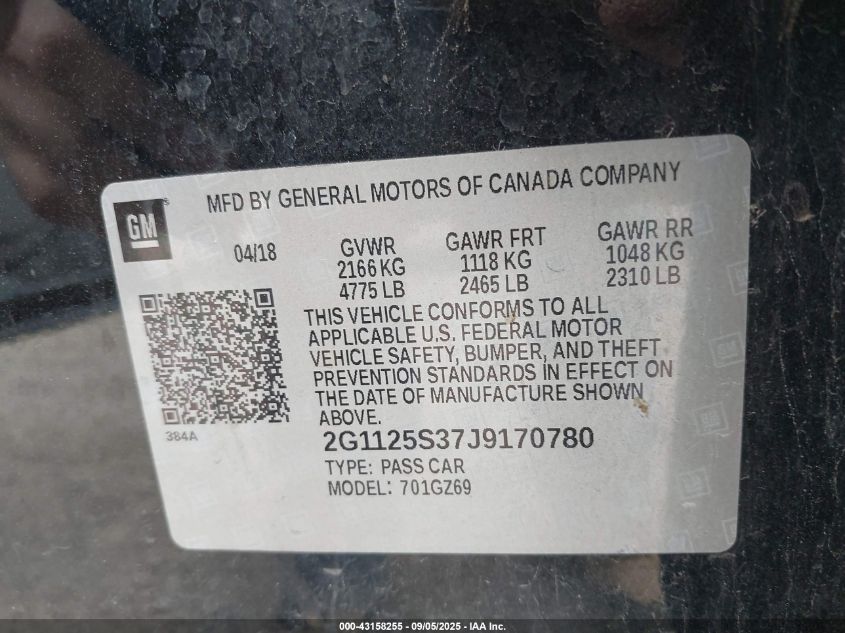 MFD BY GENERAL MOTORS OF CANADA COMPANY
GM
04/18
GVWR
2166 KG
4775 LB
GAWR FRT
1118 KG
2465 LB
GAWR RR
1048 KG
2310 LB
THIS VEHICLE CONFORMS TO ALL
APPLICABLE U.S. FEDERAL MOTOR
VEHICLE SAFETY, BUMPER, AND THEFT
PREVENTION STANDARDS IN EFFECT ON
THE DATE OF MANUFACTURE SHOWN
ABOVE.
384A
2G1125S37J9170780
TYPE: PASS CAR
MODEL: 701GZ69
000-43158255 - 09/05/2025 - IAA Inc.